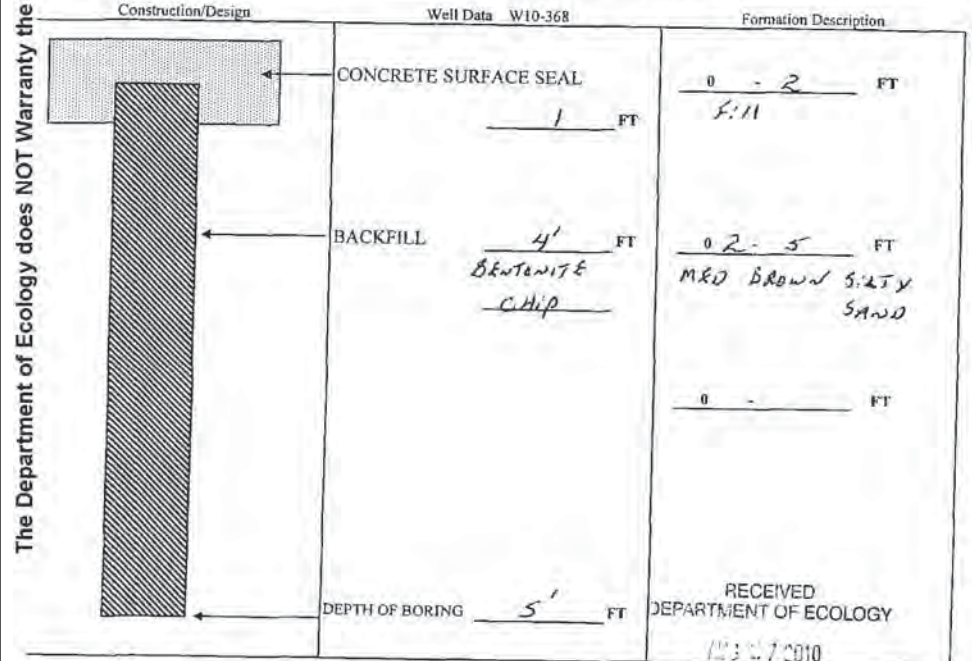 The Department of Ecology does NOT Warranty the
Construction/Design
Well Data W10-368
Formation Description
CONCRETE SURFACE SEAL
1 FT
0 - 2 FT
Fill
BACKFILL 4' FT
BENTONITE
CHIP
0 2 - 5 FT
MED BROWN SILTY
SAND
0 - FT
DEPTH OF BORING 5' FT
RECEIVED
DEPARTMENT OF ECOLOGY
2010